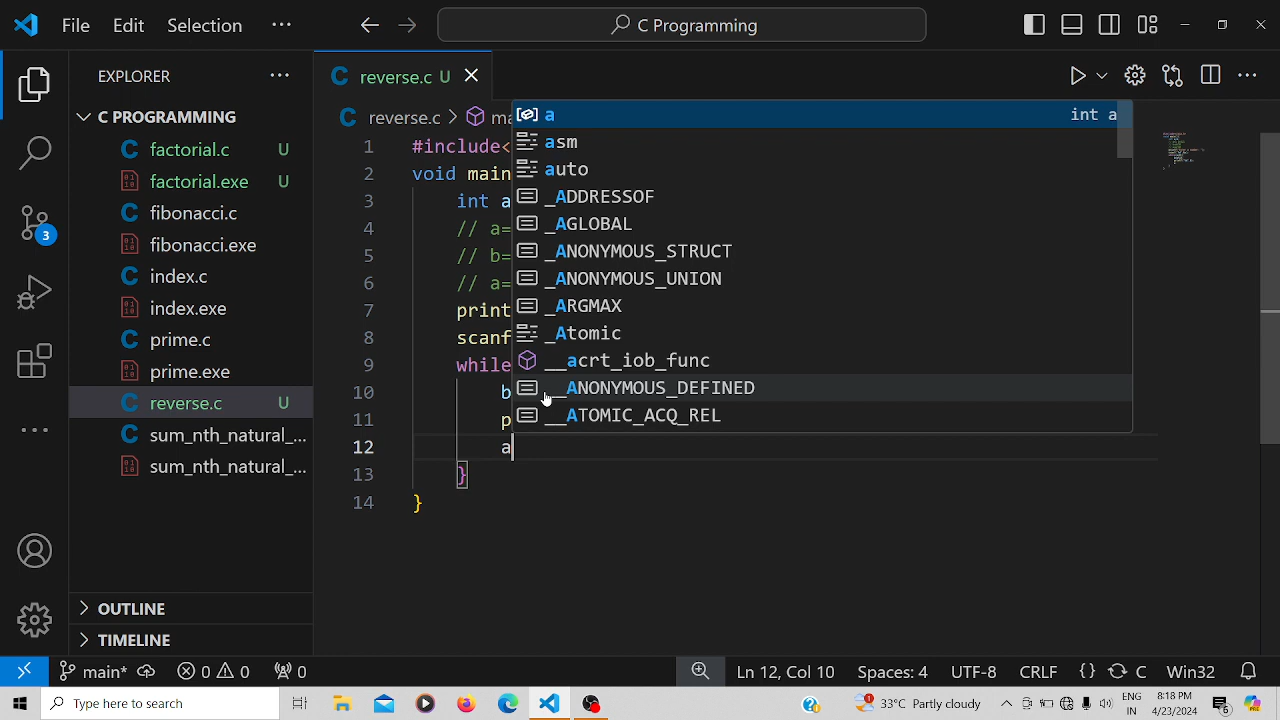 File Edit Selection ... C Programming
EXPLORER ...
C reverse.c U
C PROGRAMMING
C factorial.c U
factorial.exe U
C fibonacci.c
fibonacci.exe
C index.c
index.exe
C prime.c
prime.exe
C reverse.c U
C sum_nth_natural_...
sum_nth_natural_...
OUTLINE
TIMELINE
C reverse.c >
1 #include<
2 void main
3 int a
4 // a=
5 // b=
6 // a=
7 print
8 scanf
9 while
10 b
11 p
12 a
13 }
14 }
a int a
asm
auto
_ADDRESSOF
_AGLOBAL
_ANONYMOUS_STRUCT
_ANONYMOUS_UNION
_ARGMAX
_Atomic
__acrt_iob_func
__ANONYMOUS_DEFINED
__ATOMIC_ACQ_REL
3
main* 0 0 0 Ln 12, Col 10 Spaces: 4 UTF-8 CRLF {} C Win32
Type here to search 33°C Partly cloudy ENG 8:18 PM
IN 4/23/2024 5